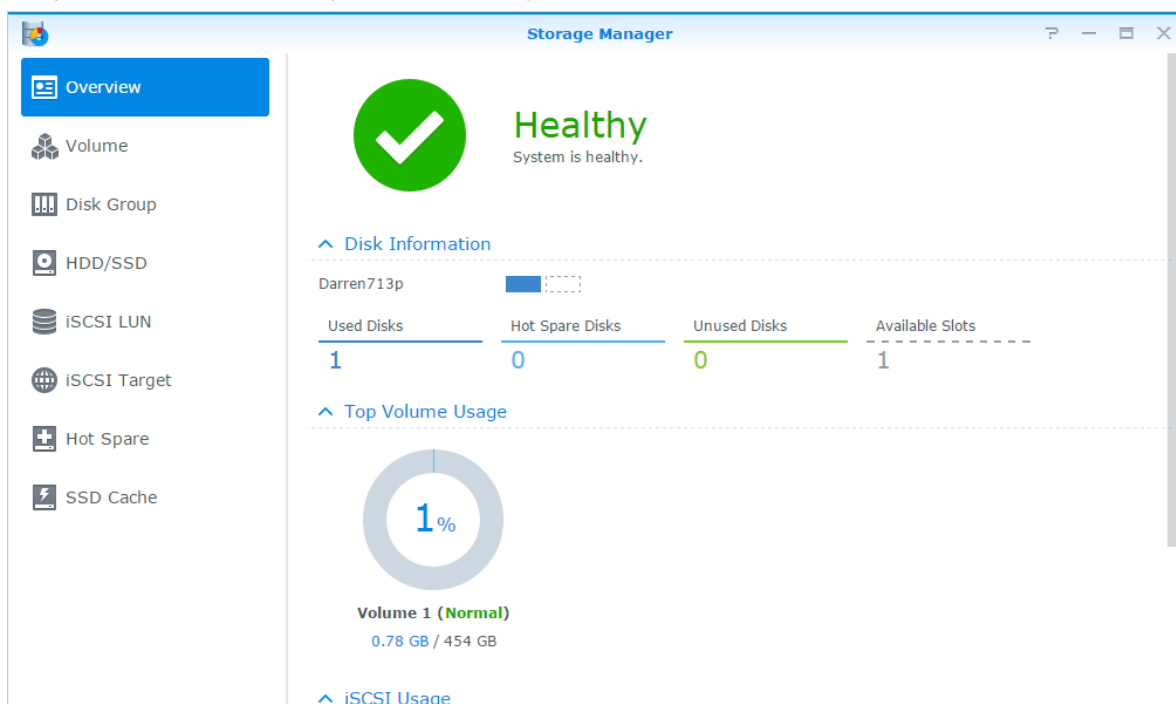 Storage Manager
Overview
Volume
Disk Group
HDD/SSD
iSCSI LUN
iSCSI Target
Hot Spare
SSD Cache
Healthy
System is healthy.
Disk Information
Darren713p
Used Disks Hot Spare Disks Unused Disks Available Slots
1 0 0 1
Top Volume Usage
1%
Volume 1 (Normal)
0.78 GB / 454 GB
iSCSI Usage